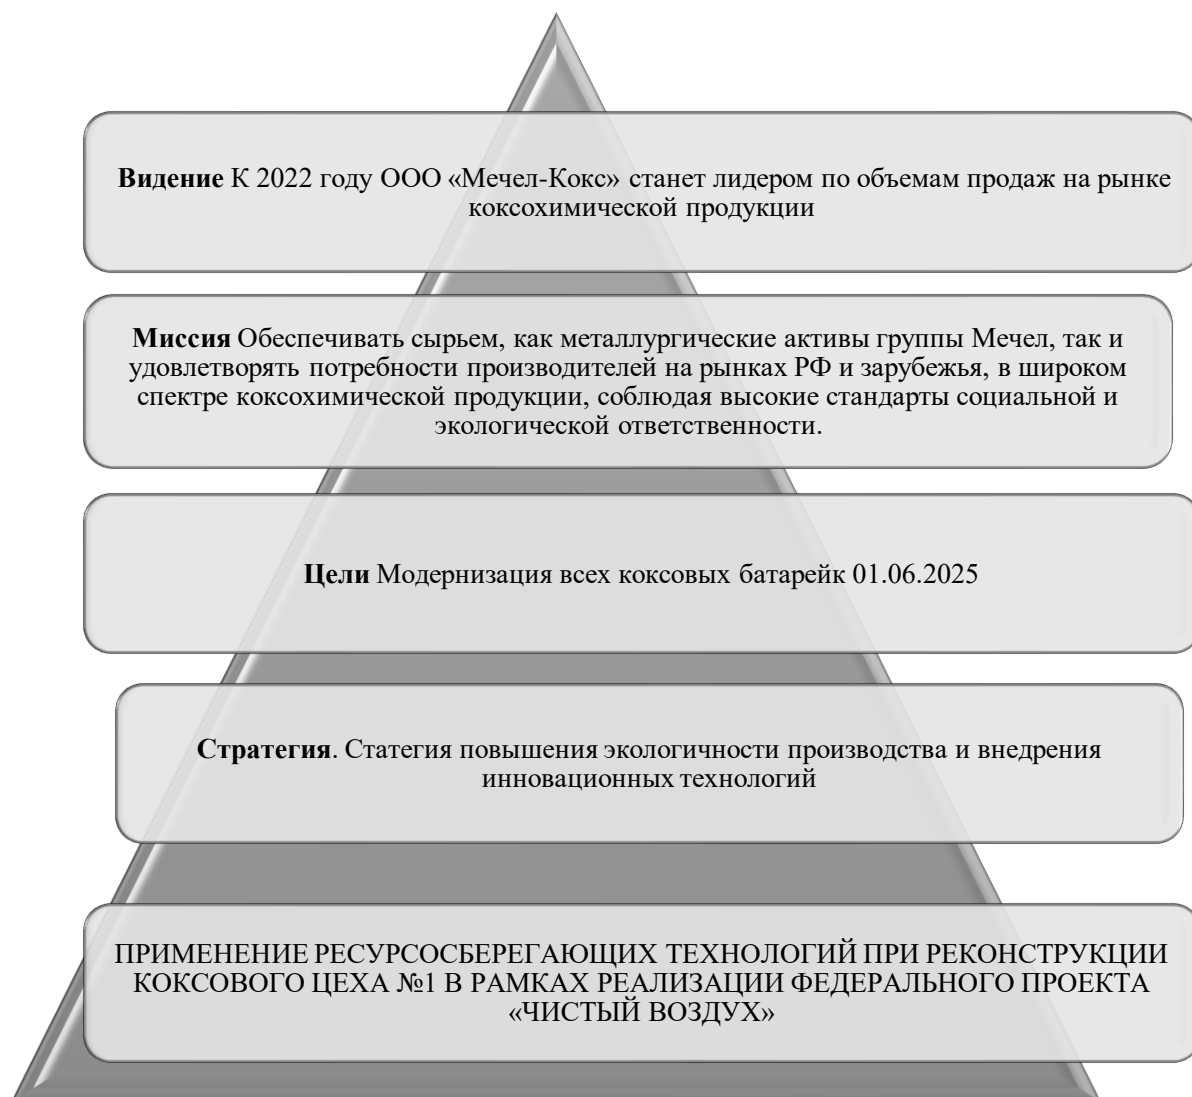 Видение К 2022 году ООО «Мечел-Кокс» станет лидером по объемам продаж на рынке
коксохимической продукции
Миссия Обеспечивать сырьем, как металлургические активы группы Мечел, так и
удовлетворять потребности производителей на рынках РФ и зарубежья, в широком
спектре коксохимической продукции, соблюдая высокие стандарты социальной и
экологической ответственности.
Цели Модернизация всех коксовых батарейк 01.06.2025
Стратегия. Статегия повышения экологичности производства и внедрения
инновационных технологий
ПРИМЕНЕНИЕ РЕСУРСОСБЕРЕГАЮЩИХ ТЕХНОЛОГИЙ ПРИ РЕКОНСТРУКЦИИ
КОКСОВОГО ЦЕХА №1 В РАМКАХ РЕАЛИЗАЦИИ ФЕДЕРАЛЬНОГО ПРОЕКТА
«ЧИСТЫЙ ВОЗДУХ»